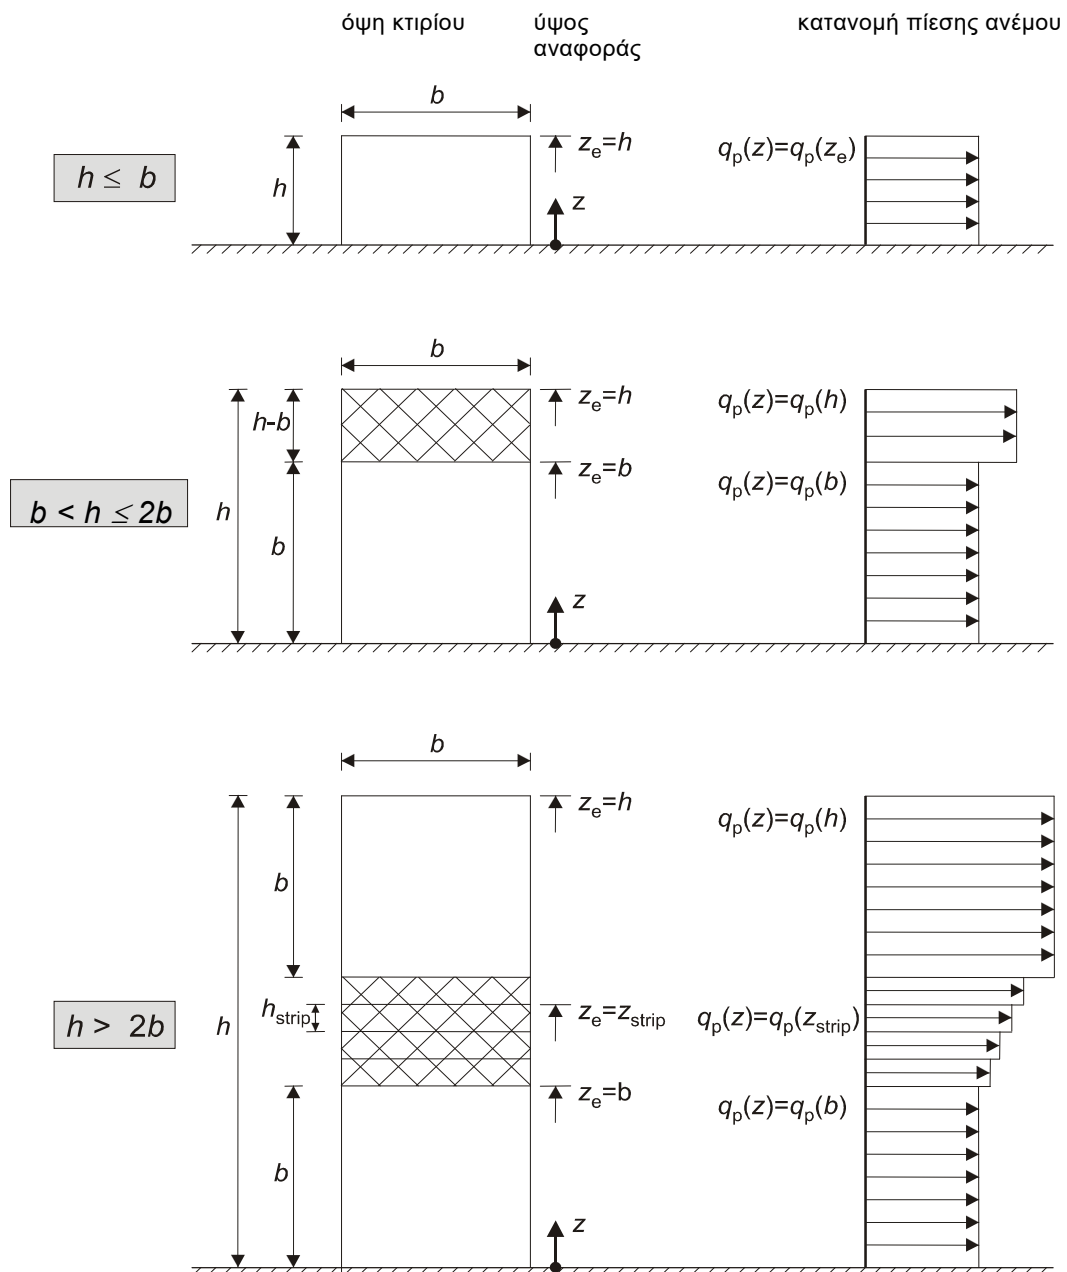 όψη κτιρίου
ύψος
αναφοράς
κατανομή πίεσης ανέμου
b
h ≤ b
h
z_e=h
z
q_p(z)=q_p(z_e)
b
b < h ≤ 2b
h
h-b
b
z_e=h
z_e=b
z
q_p(z)=q_p(h)
q_p(z)=q_p(b)
b
h > 2b
h
b
h_strip
b
z_e=h
z_e=z_strip
z_e=b
z
q_p(z)=q_p(h)
q_p(z)=q_p(z_strip)
q_p(z)=q_p(b)